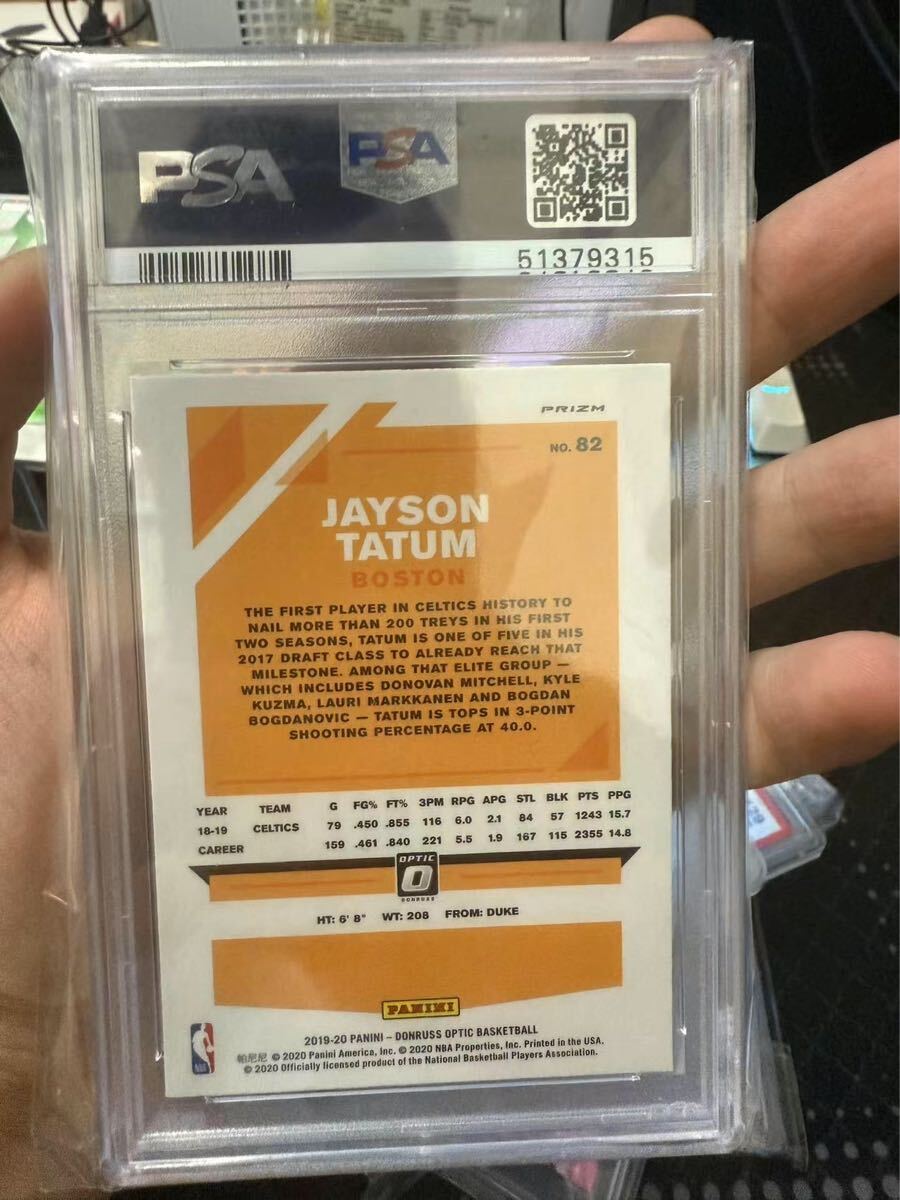 PSA
PSA
51379315
PRIZM
NO. 82
JAYSON
TATUM
BOSTON
THE FIRST PLAYER IN CELTICS HISTORY TO
NAIL MORE THAN 200 TREYS IN HIS FIRST
TWO SEASONS, TATUM IS ONE OF FIVE IN HIS
2017 DRAFT CLASS TO ALREADY REACH THAT
MILESTONE. AMONG THAT ELITE GROUP —
WHICH INCLUDES DONOVAN MITCHELL, KYLE
KUZMA, LAURI MARKKANEN AND BOGDAN
BOGDANOVIC — TATUM IS TOPS IN 3-POINT
SHOOTING PERCENTAGE AT 40.0.
YEAR TEAM G FG% FT% 3PM RPG APG STL BLK PTS PPG
18-19 CELTICS 79 .450 .855 116 6.0 2.1 84 57 1243 15.7
CAREER 159 .461 .840 221 5.5 1.9 167 115 2355 14.8
OPTIC
O
DONRUSS
HT: 6' 8" WT: 208 FROM: DUKE
PANINI
2019-20 PANINI – DONRUSS OPTIC BASKETBALL
帕尼尼 © 2020 Panini America, Inc. © 2020 NBA Properties, Inc. Printed in the USA.
© 2020 Officially licensed product of the National Basketball Players Association.
NBA